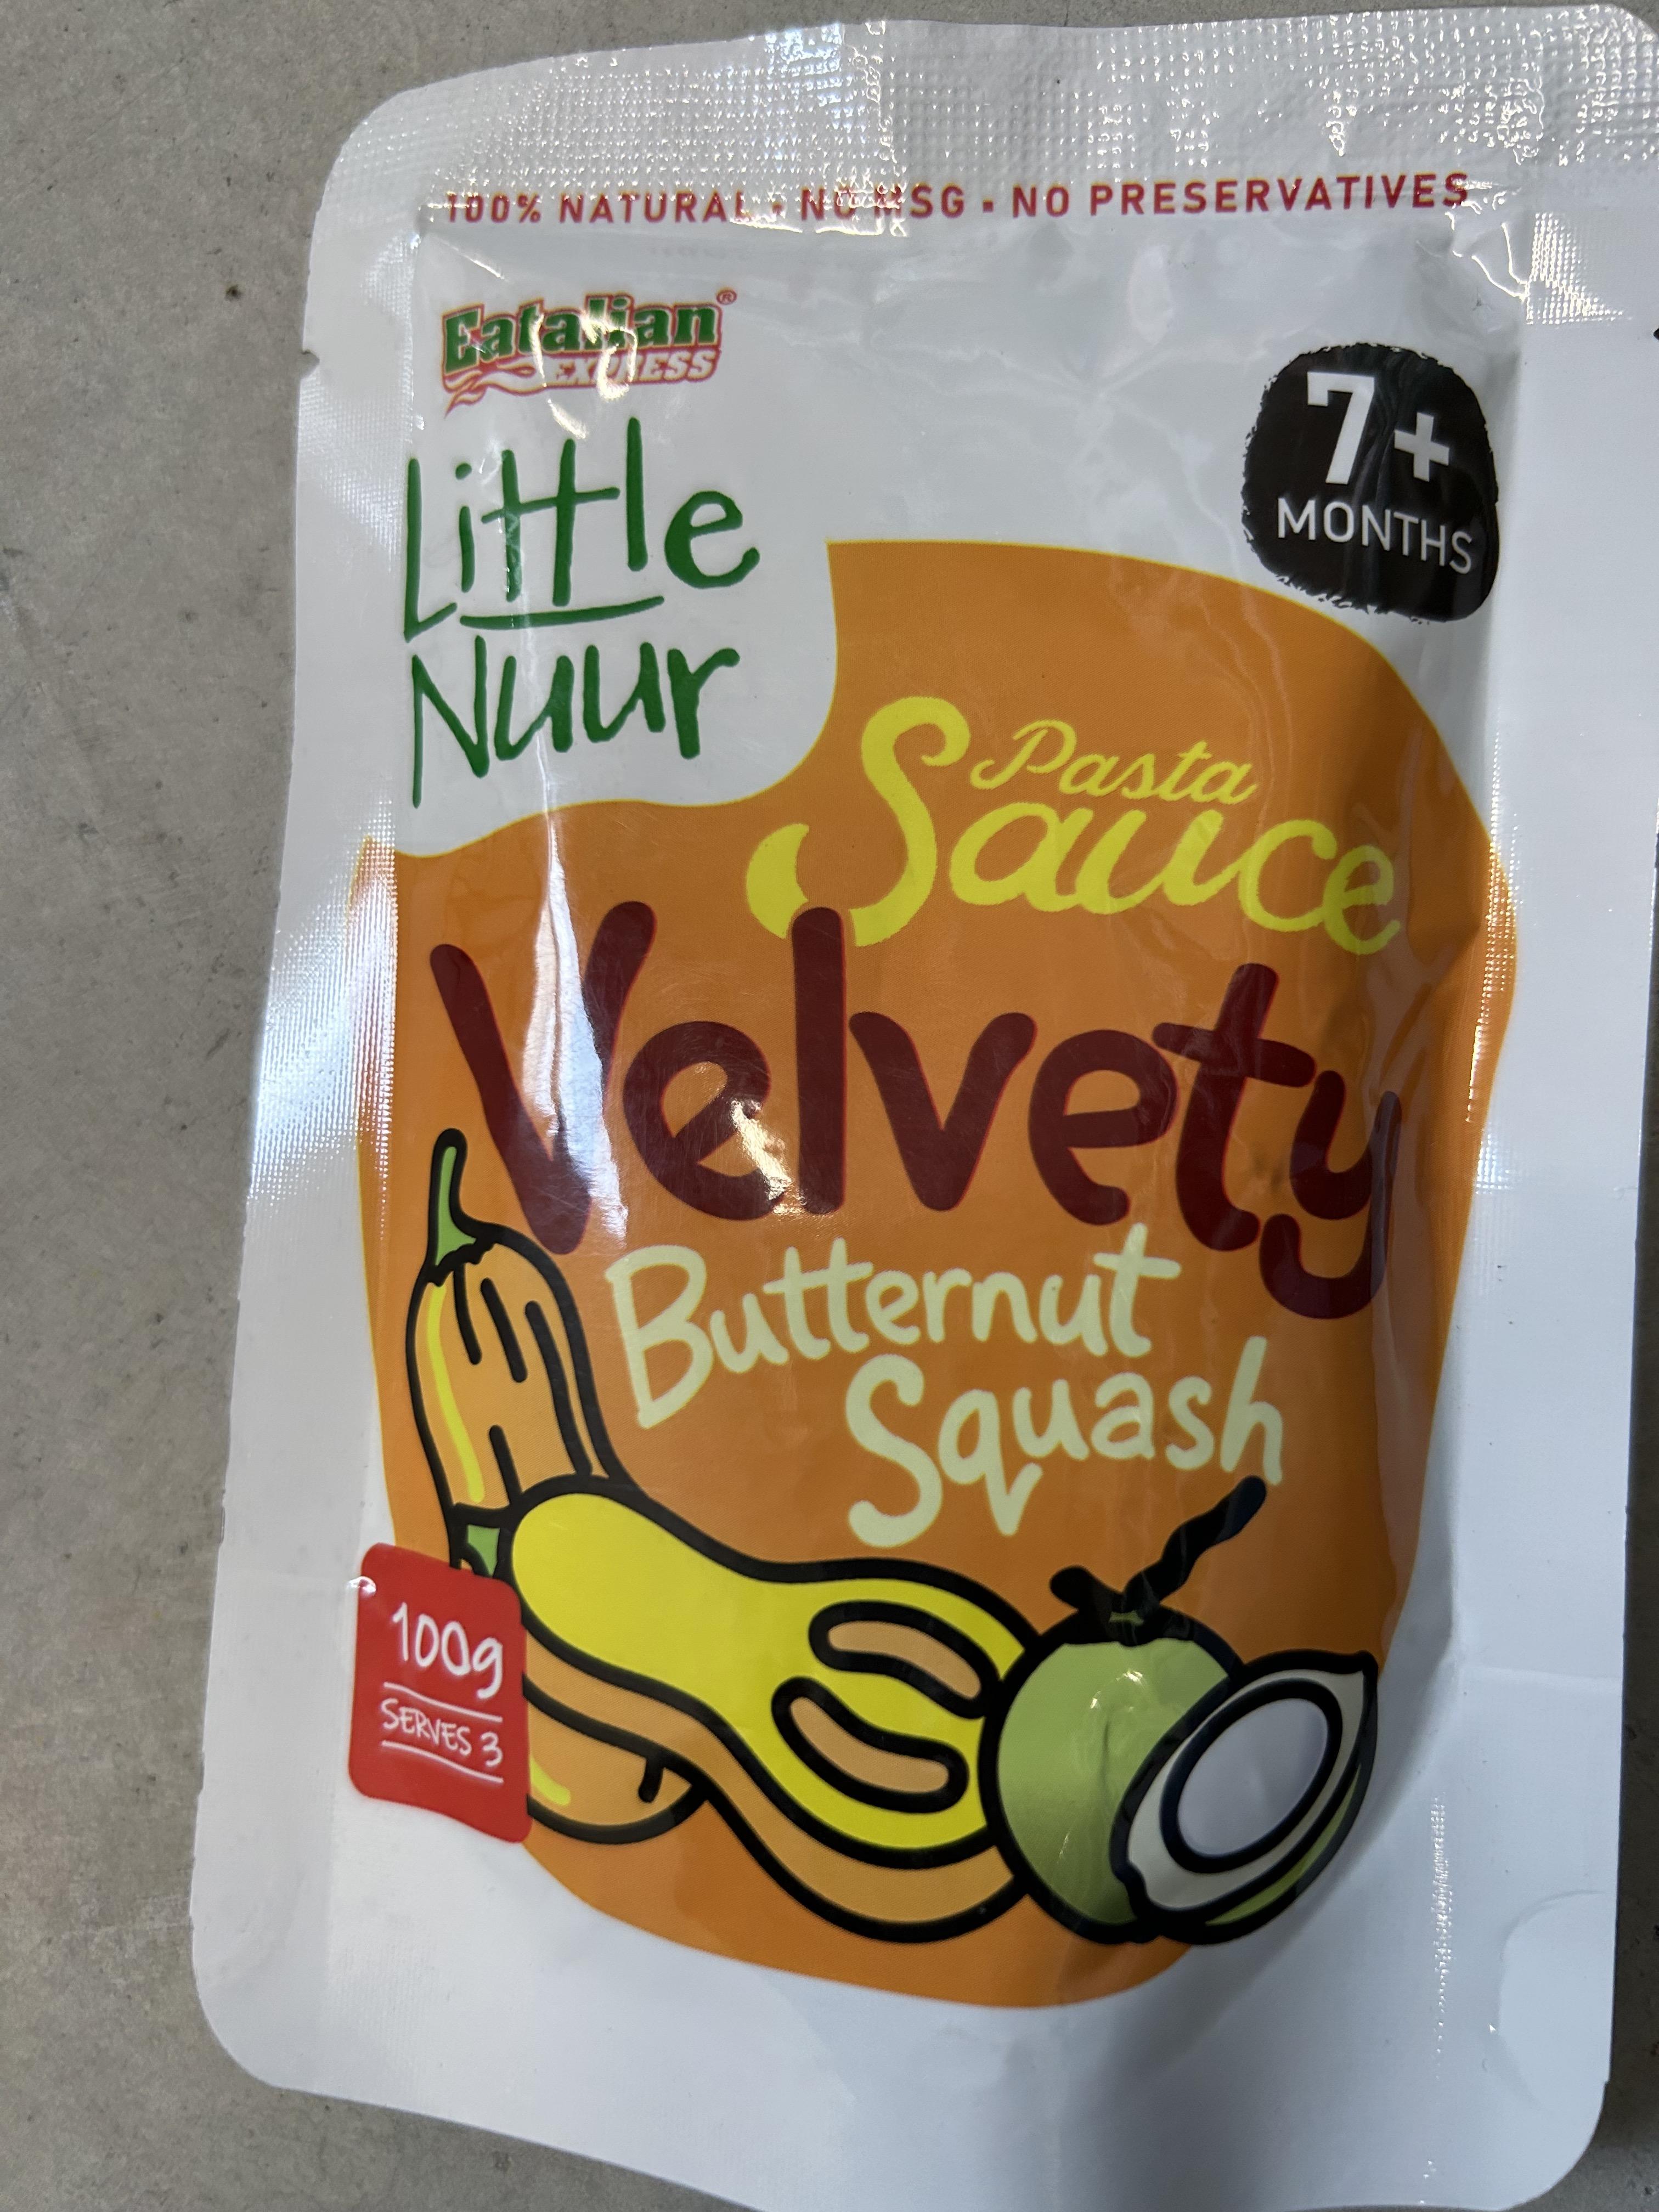 100% NATURAL • NO MSG • NO PRESERVATIVES
Eatalian®
EXPRESS
7+
MONTHS
Little
Nuur
Pasta
Sauce
Velvety
Butternut
Squash
100g
SERVES 3